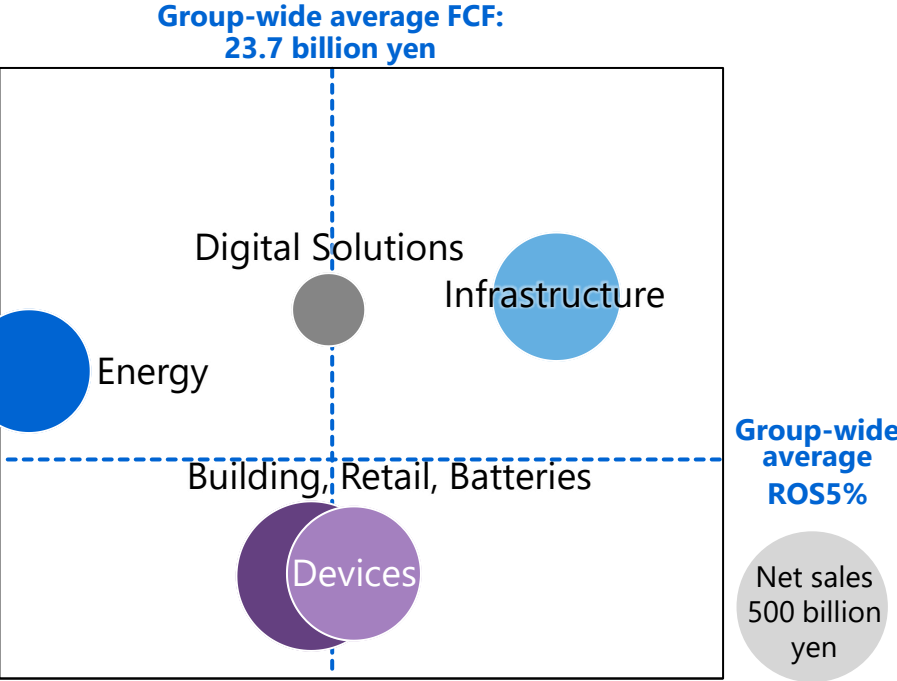 Group-wide average FCF:
23.7 billion yen
Digital Solutions
Infrastructure
Energy
Group-wide
average
ROS5%
Building, Retail, Batteries
Devices
Net sales
500 billion
yen